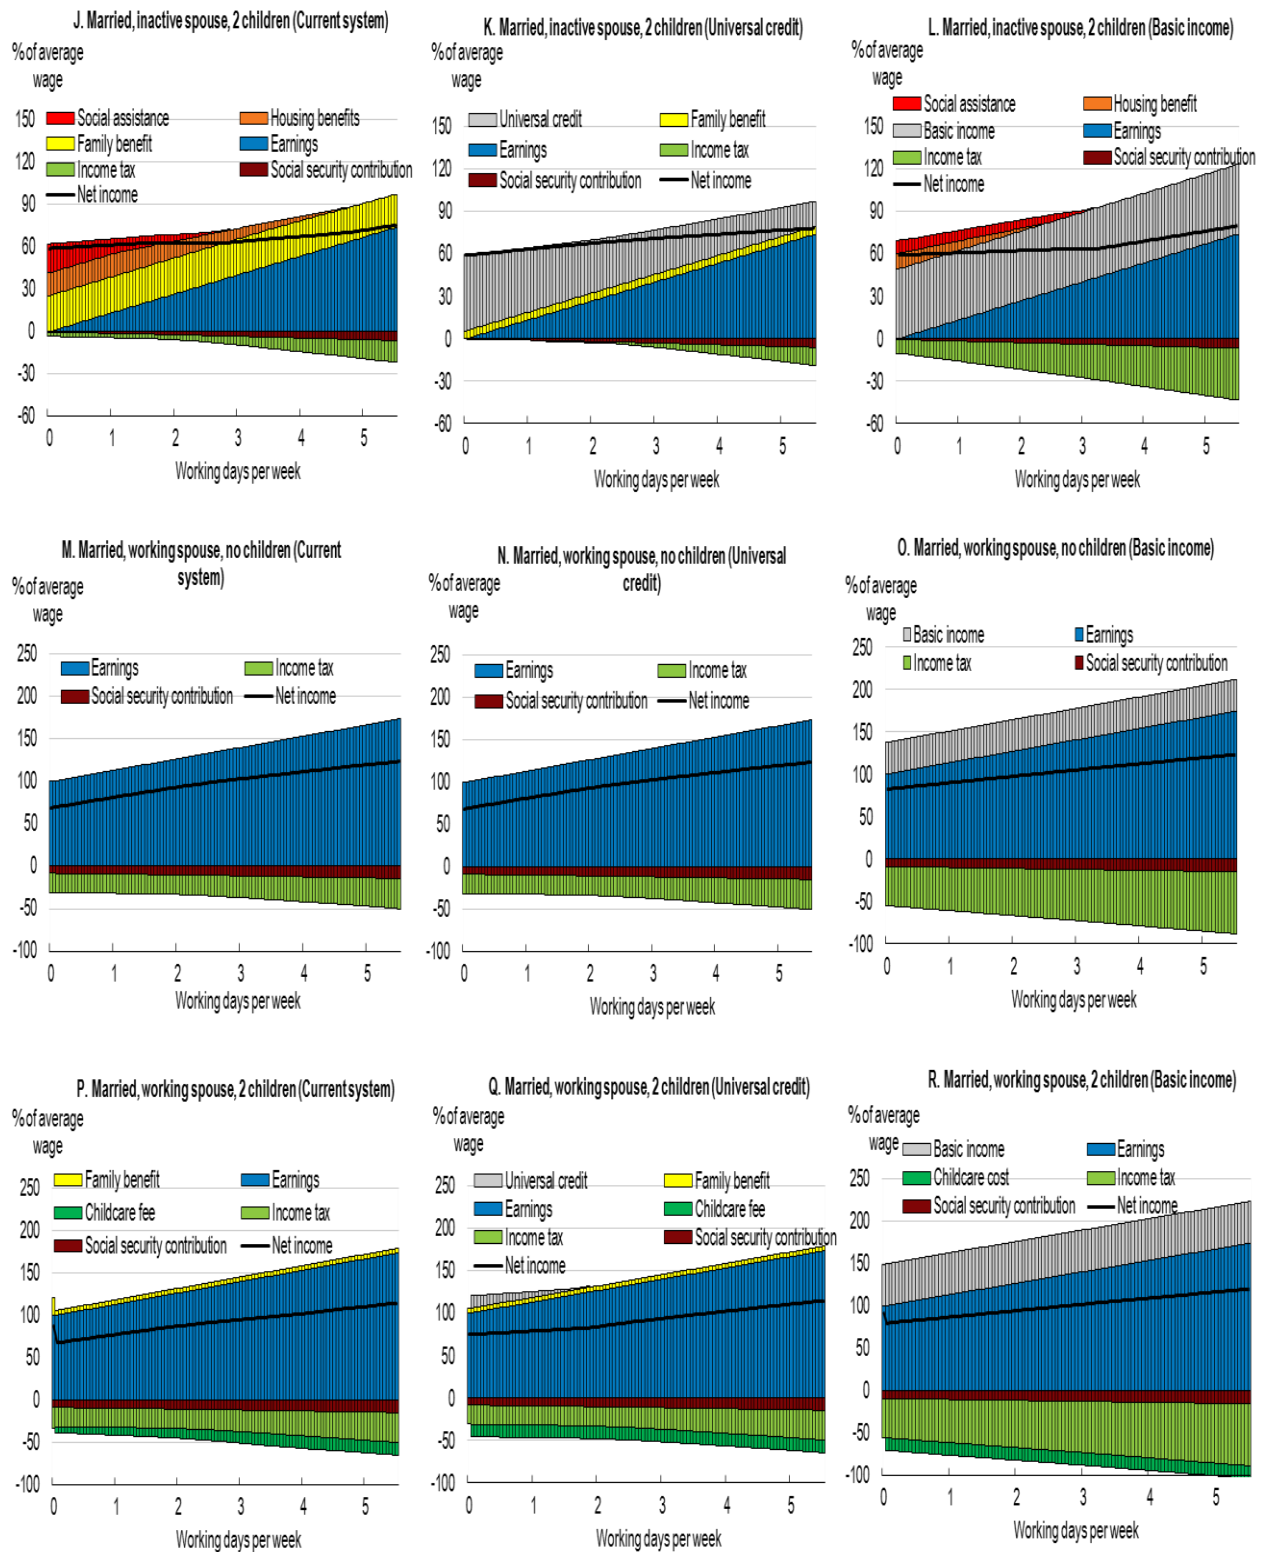 J. Married, inactive spouse, 2 children (Current system)
% of average
wage
150
120
90
60
30
0
-30
-60
Social assistance
Housing benefits
Family benefit
Earnings
Income tax
Social security contribution
Net income
0 1 2 3 4 5
Working days per week
K. Married, inactive spouse, 2 children (Universal credit)
% of average
wage
150
120
90
60
30
0
-30
-60
Universal credit
Family benefit
Earnings
Income tax
Social security contribution
Net income
0 1 2 3 4 5
Working days per week
L. Married, inactive spouse, 2 children (Basic income)
% of average
wage
150
120
90
60
30
0
-30
-60
Social assistance
Housing benefit
Basic income
Earnings
Income tax
Social security contribution
Net income
0 1 2 3 4 5
Working days per week
M. Married, working spouse, no children (Current
system)
% of average
wage
250
200
150
100
50
0
-50
-100
Earnings
Income tax
Social security contribution
Net income
0 1 2 3 4 5
Working days per week
N. Married, working spouse, no children (Universal
credit)
% of average
wage
250
200
150
100
50
0
-50
-100
Earnings
Income tax
Social security contribution
Net income
0 1 2 3 4 5
Working days per week
O. Married, working spouse, no children (Basic income)
% of average
wage
250
200
150
100
50
0
-50
-100
Basic income
Earnings
Income tax
Social security contribution
0 1 2 3 4 5
Working days per week
P. Married, working spouse, 2 children (Current system)
% of average
wage
250
200
150
100
50
0
-50
-100
Family benefit
Earnings
Childcare fee
Income tax
Social security contribution
Net income
0 1 2 3 4 5
Working days per week
Q. Married, working spouse, 2 children (Universal credit)
% of average
wage
250
200
150
100
50
0
-50
-100
Universal credit
Family benefit
Earnings
Childcare fee
Income tax
Social security contribution
Net income
0 1 2 3 4 5
Working days per week
R. Married, working spouse, 2 children (Basic income)
% of average
wage
250
200
150
100
50
0
-50
-100
Basic income
Earnings
Childcare cost
Income tax
Social security contribution
Net income
0 1 2 3 4 5
Working days per week